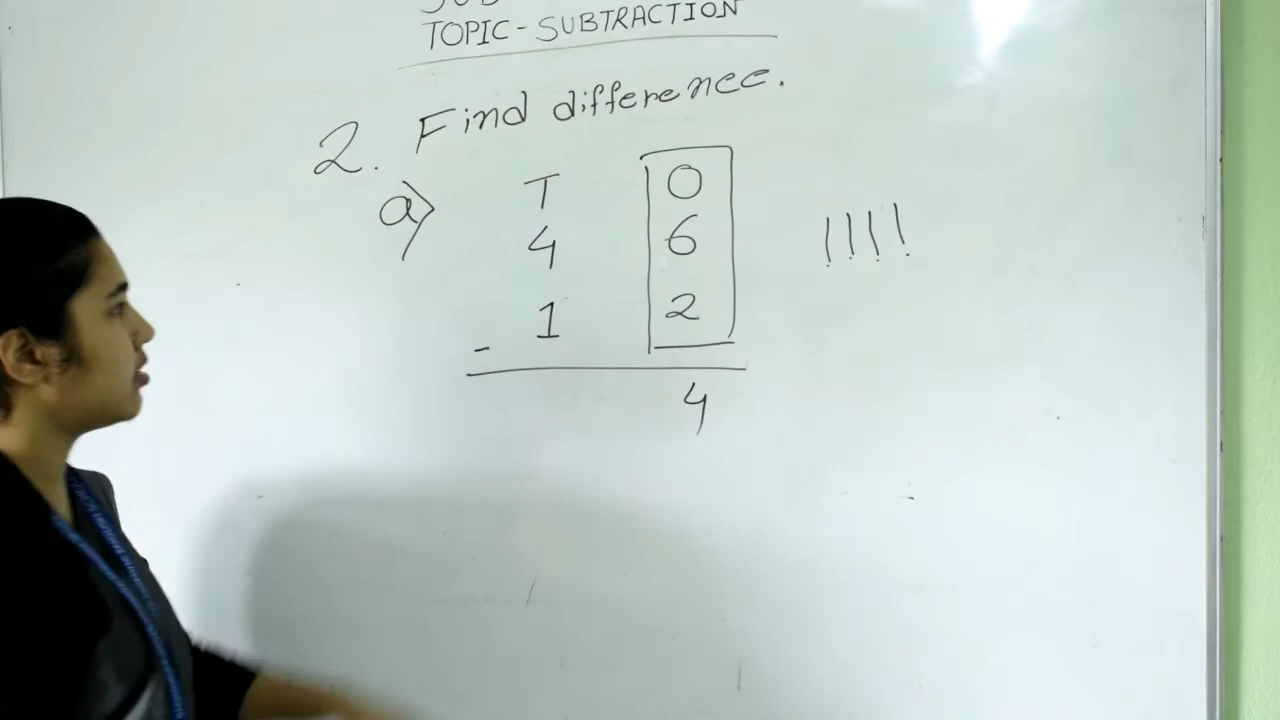 TOPIC - SUBTRACTION
2. Find difference.
a) T O
4 6 ||||
- 1 2
4